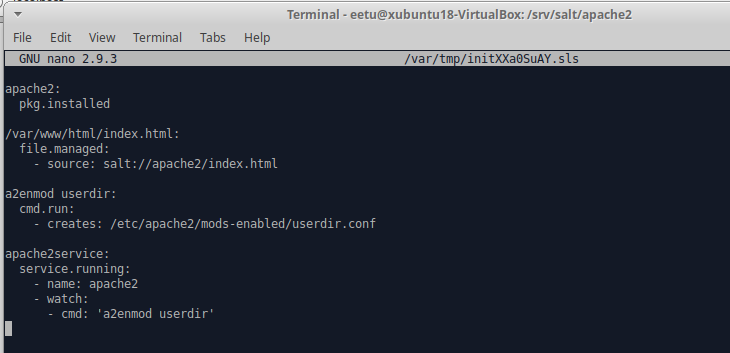 Terminal - eetu@xubuntu18-VirtualBox: /srv/salt/apache2
File Edit View Terminal Tabs Help
GNU nano 2.9.3 /var/tmp/initXXa0SuAY.sls
apache2:
  pkg.installed
/var/www/html/index.html:
  file.managed:
    - source: salt://apache2/index.html
a2enmod userdir:
  cmd.run:
    - creates: /etc/apache2/mods-enabled/userdir.conf
apache2service:
  service.running:
    - name: apache2
    - watch:
      - cmd: 'a2enmod userdir'